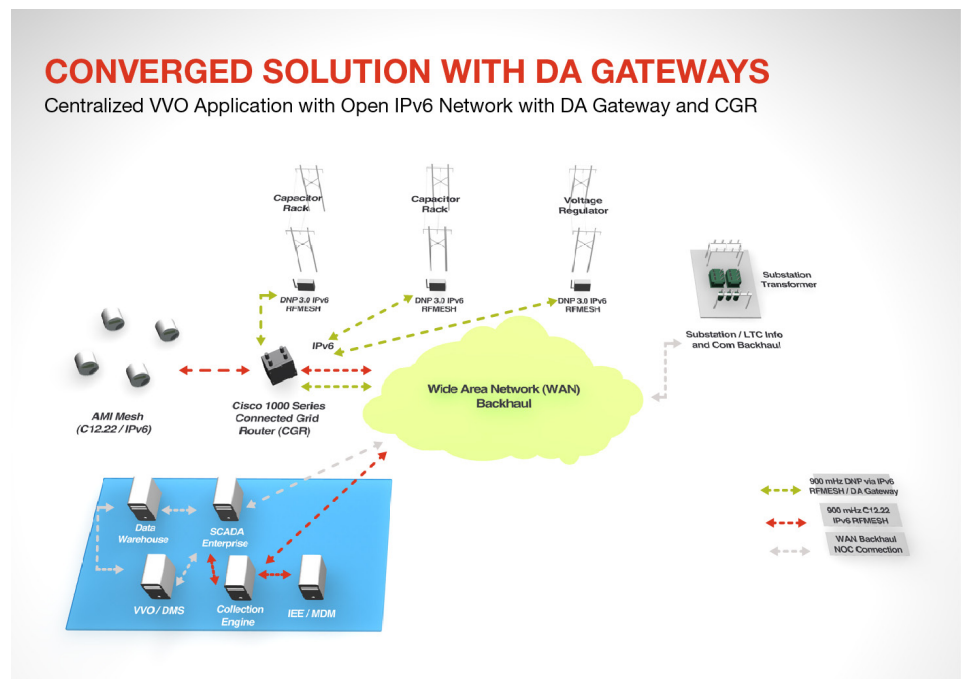 CONVERGED SOLUTION WITH DA GATEWAYS
Centralized VVO Application with Open IPv6 Network with DA Gateway and CGR
Capacitor
Rack
Capacitor
Rack
Voltage
Regulator
DNP 3.0 IPv6
RFMESH
DNP 3.0 IPv6
RFMESH
DNP 3.0 IPv6
RFMESH
Substation
Transformer
Substation / LTC Info
and Com Backhaul
IPv6
Wide Area Network (WAN)
Backhaul
AMI Mesh
(C12.22 / IPv6)
Cisco 1000 Series
Connected Grid
Router (CGR)
Data
Warehouse
SCADA
Enterprise
VVO / DMS
Collection
Engine
IEE / MDM
900 mHz DNP via IPv6
RFMESH / DA Gateway
900 mHz C12.22
IPv6 RFMESH
WAN Backhaul
NOC Connection